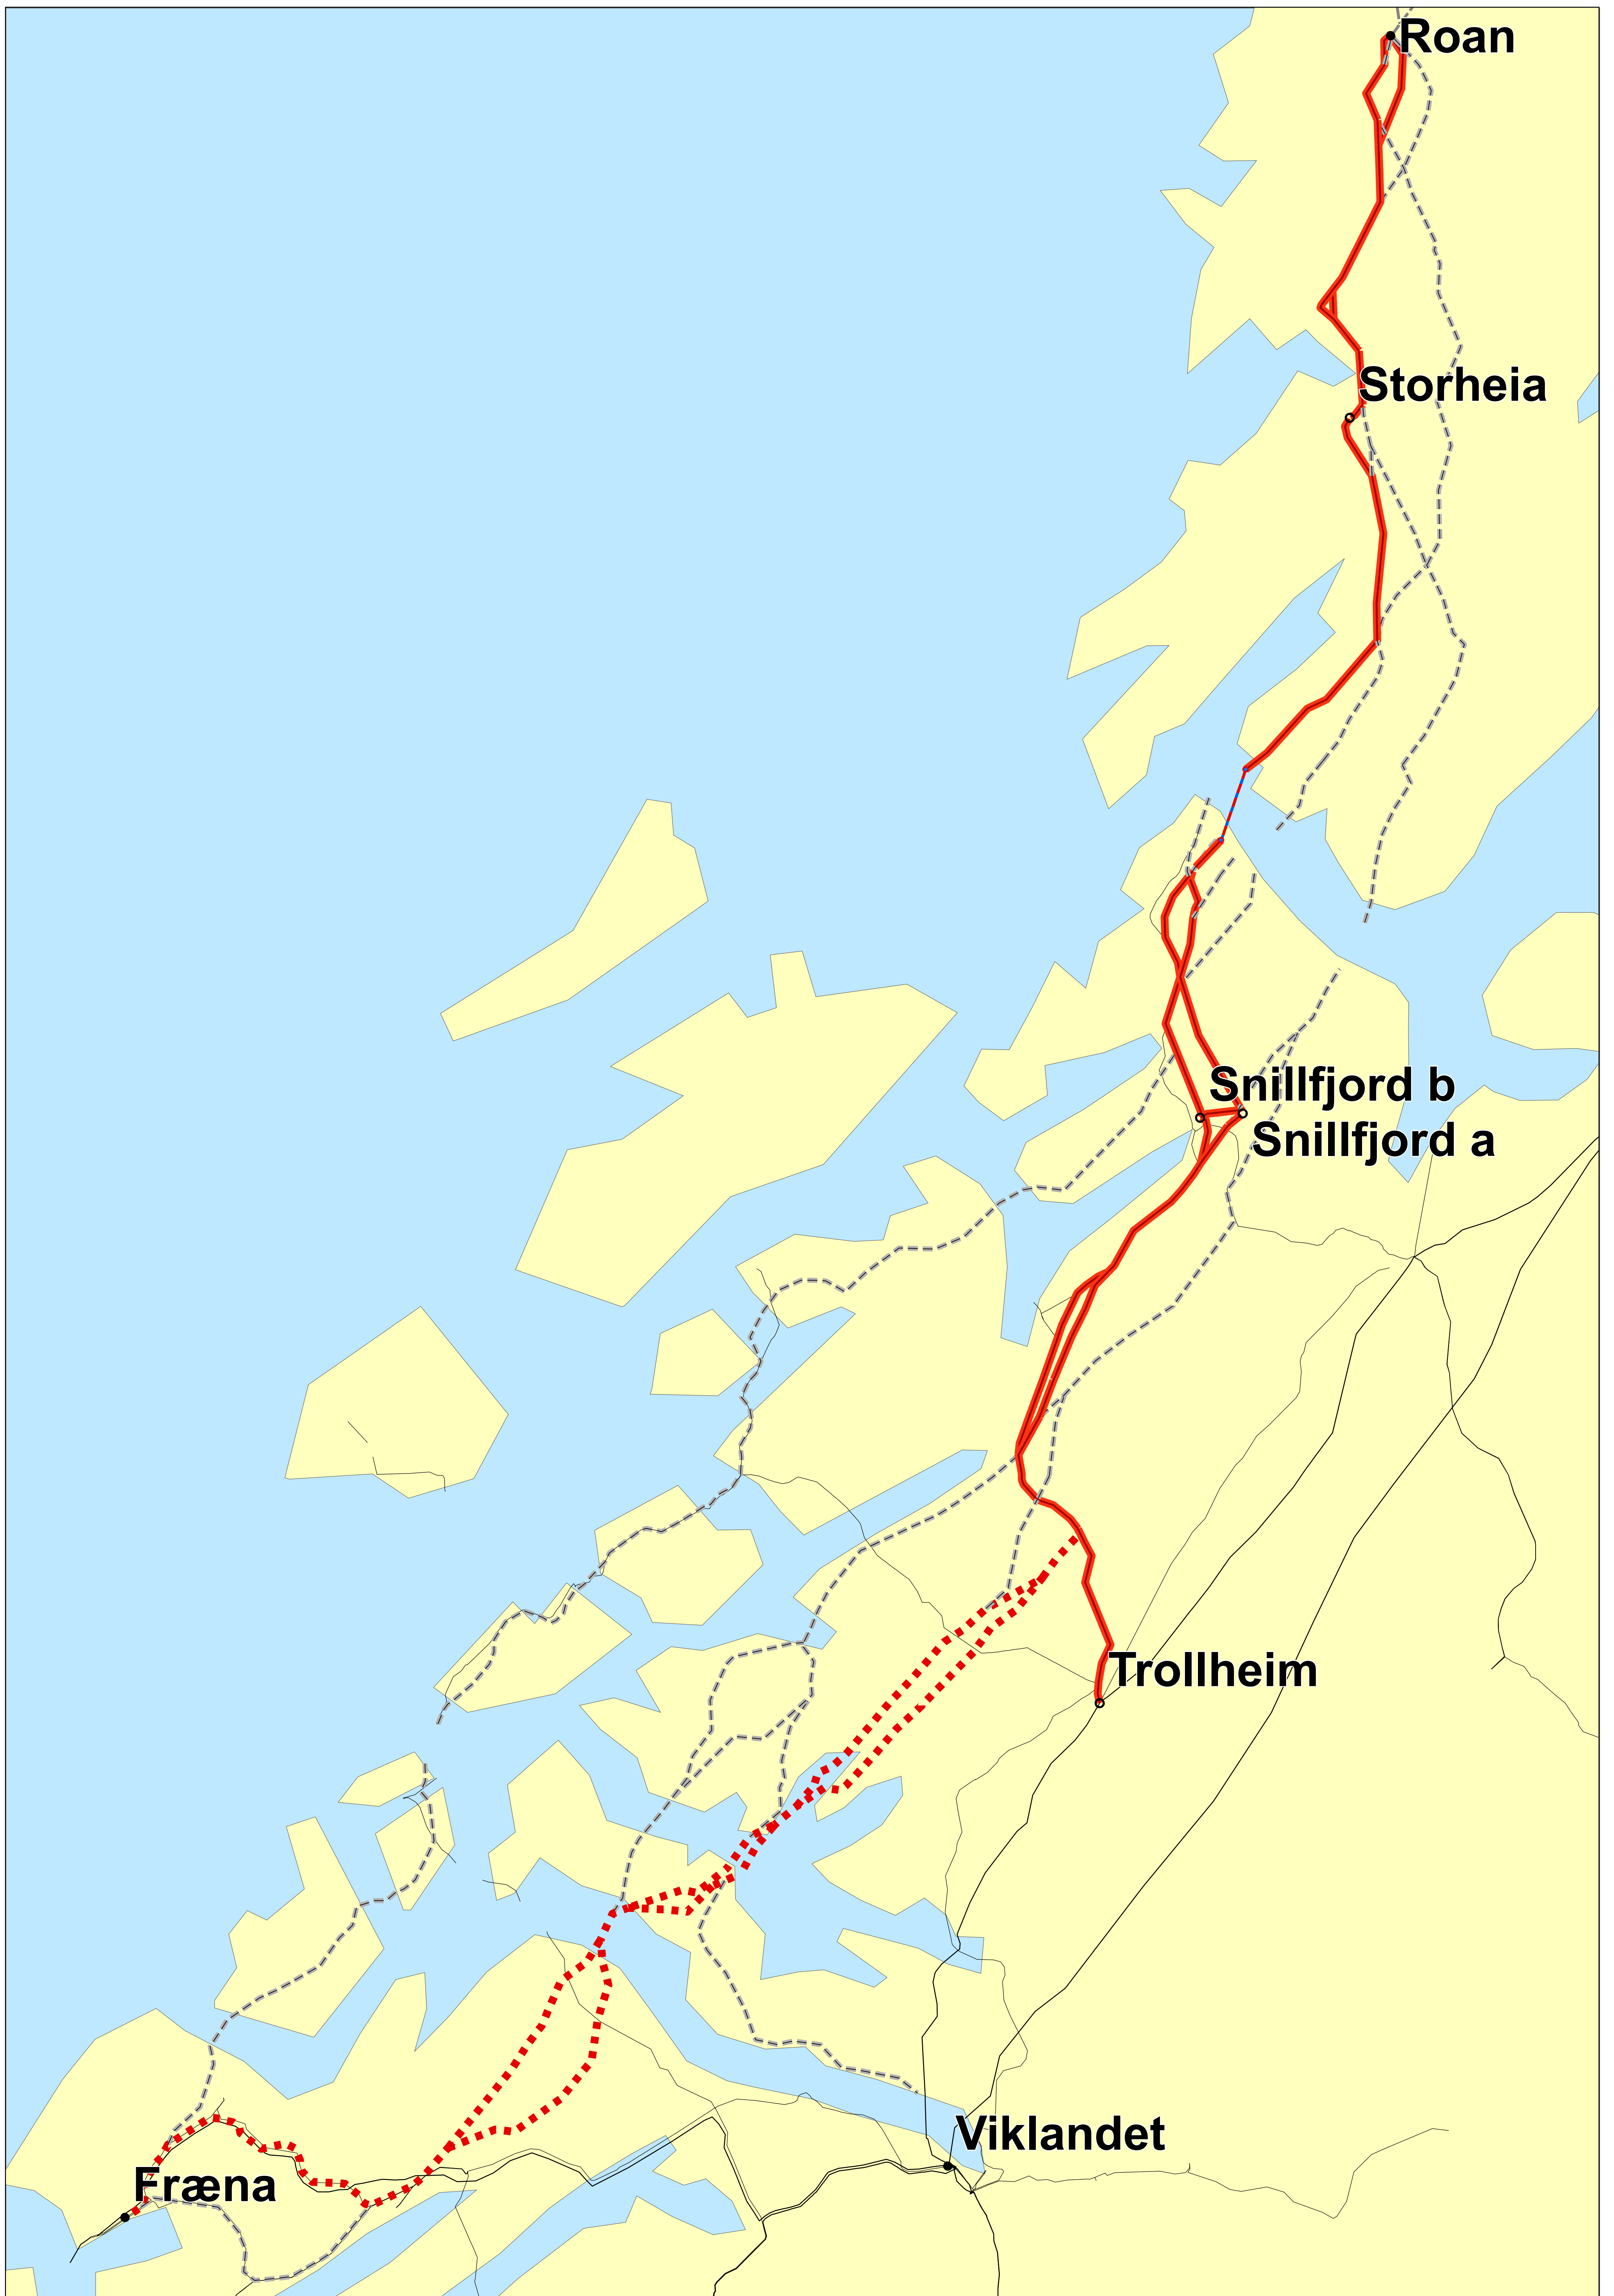 Roan
Storheia
Snillfjord b
Snillfjord a
Trollheim
Viklandet
Fræna